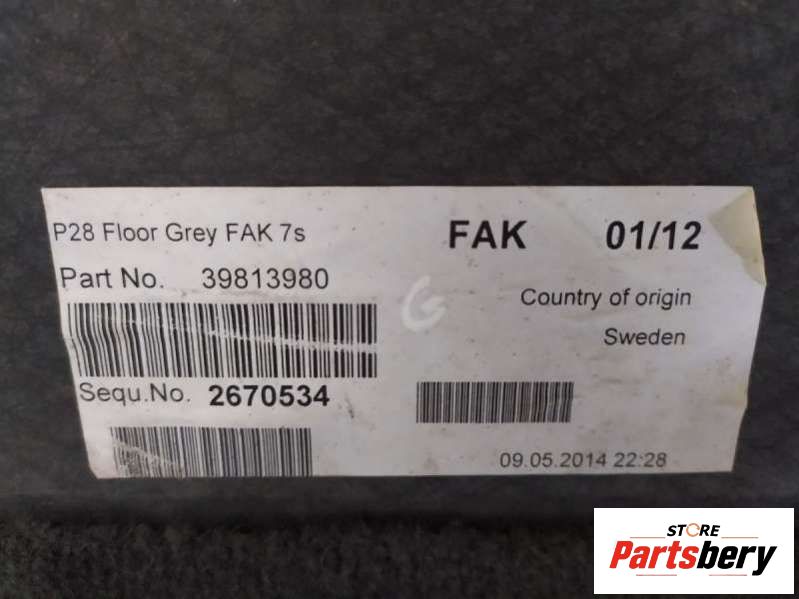 P28 Floor Grey FAK 7s
FAK 01/12
Part No. 39813980
Country of origin
Sweden
Sequ.No. 2670534
09.05.2014 22:28
G
STORE
Partsbery